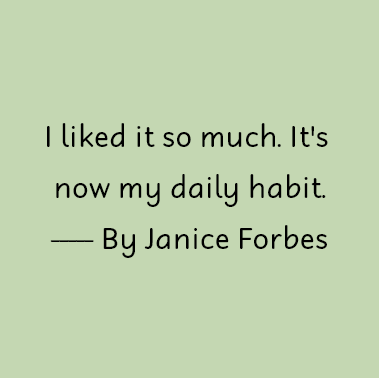 I liked it so much. It's
now my daily habit.
—— By Janice Forbes